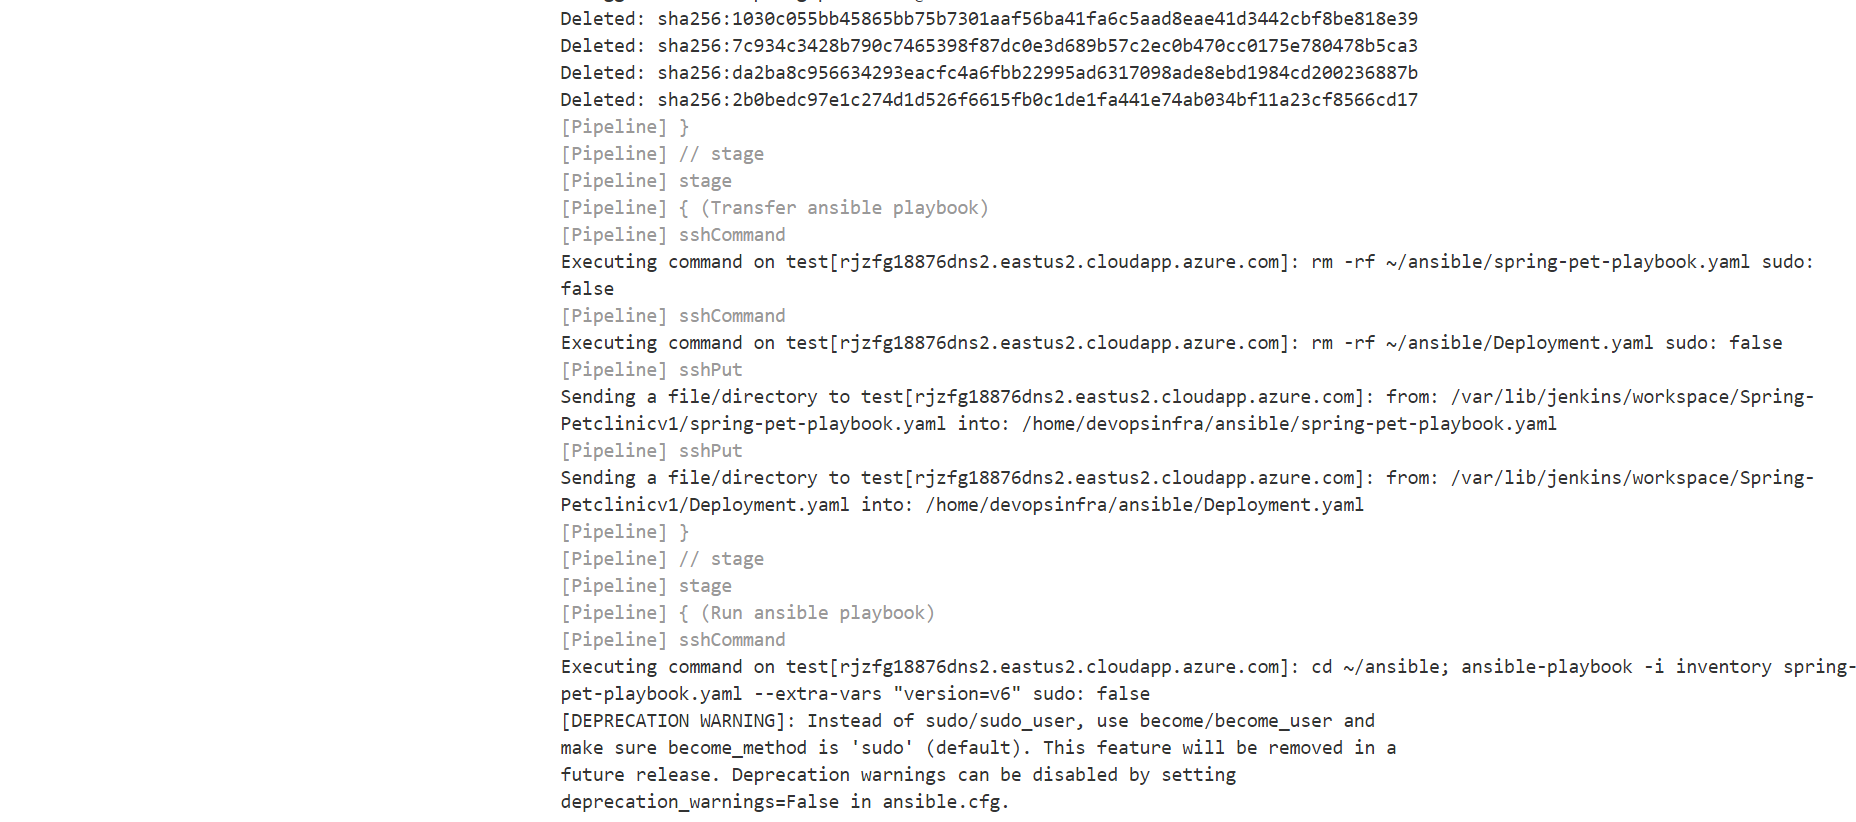 Deleted: sha256:1030c055bb45865bb75b7301aaf56ba41fa6c5aad8eae41d3442cbf8be818e39
Deleted: sha256:7c934c3428b790c7465398f87dc0e3d689b57c2ec0b470cc0175e780478b5ca3
Deleted: sha256:da2ba8c956634293eacfc4a6fbb22995ad6317098ade8ebd1984cd200236887b
Deleted: sha256:2b0bedc97e1c274d1d526f6615fb0c1de1fa441e74ab034bf11a23cf8566cd17
[Pipeline] }
[Pipeline] // stage
[Pipeline] stage
[Pipeline] { (Transfer ansible playbook)
[Pipeline] sshCommand
Executing command on test[rjzfg18876dns2.eastus2.cloudapp.azure.com]: rm -rf ~/ansible/spring-pet-playbook.yaml sudo:
false
[Pipeline] sshCommand
Executing command on test[rjzfg18876dns2.eastus2.cloudapp.azure.com]: rm -rf ~/ansible/Deployment.yaml sudo: false
[Pipeline] sshPut
Sending a file/directory to test[rjzfg18876dns2.eastus2.cloudapp.azure.com]: from: /var/lib/jenkins/workspace/Spring-
Petclinicv1/spring-pet-playbook.yaml into: /home/devopsinfra/ansible/spring-pet-playbook.yaml
[Pipeline] sshPut
Sending a file/directory to test[rjzfg18876dns2.eastus2.cloudapp.azure.com]: from: /var/lib/jenkins/workspace/Spring-
Petclinicv1/Deployment.yaml into: /home/devopsinfra/ansible/Deployment.yaml
[Pipeline] }
[Pipeline] // stage
[Pipeline] stage
[Pipeline] { (Run ansible playbook)
[Pipeline] sshCommand
Executing command on test[rjzfg18876dns2.eastus2.cloudapp.azure.com]: cd ~/ansible; ansible-playbook -i inventory spring-
pet-playbook.yaml --extra-vars "version=v6" sudo: false
[DEPRECATION WARNING]: Instead of sudo/sudo_user, use become/become_user and
make sure become_method is 'sudo' (default). This feature will be removed in a
future release. Deprecation warnings can be disabled by setting
deprecation_warnings=False in ansible.cfg.